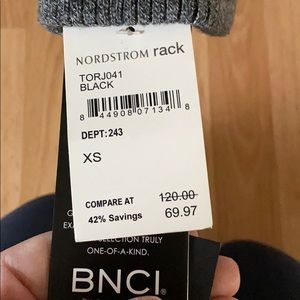 NORDSTROM rack
TORJ041
BLACK
8 44908 07134 8
DEPT:243
XS
COMPARE AT 120.00
42% Savings 69.97
SELECTION TRULY
ONE-OF-A-KIND.
BNCI®